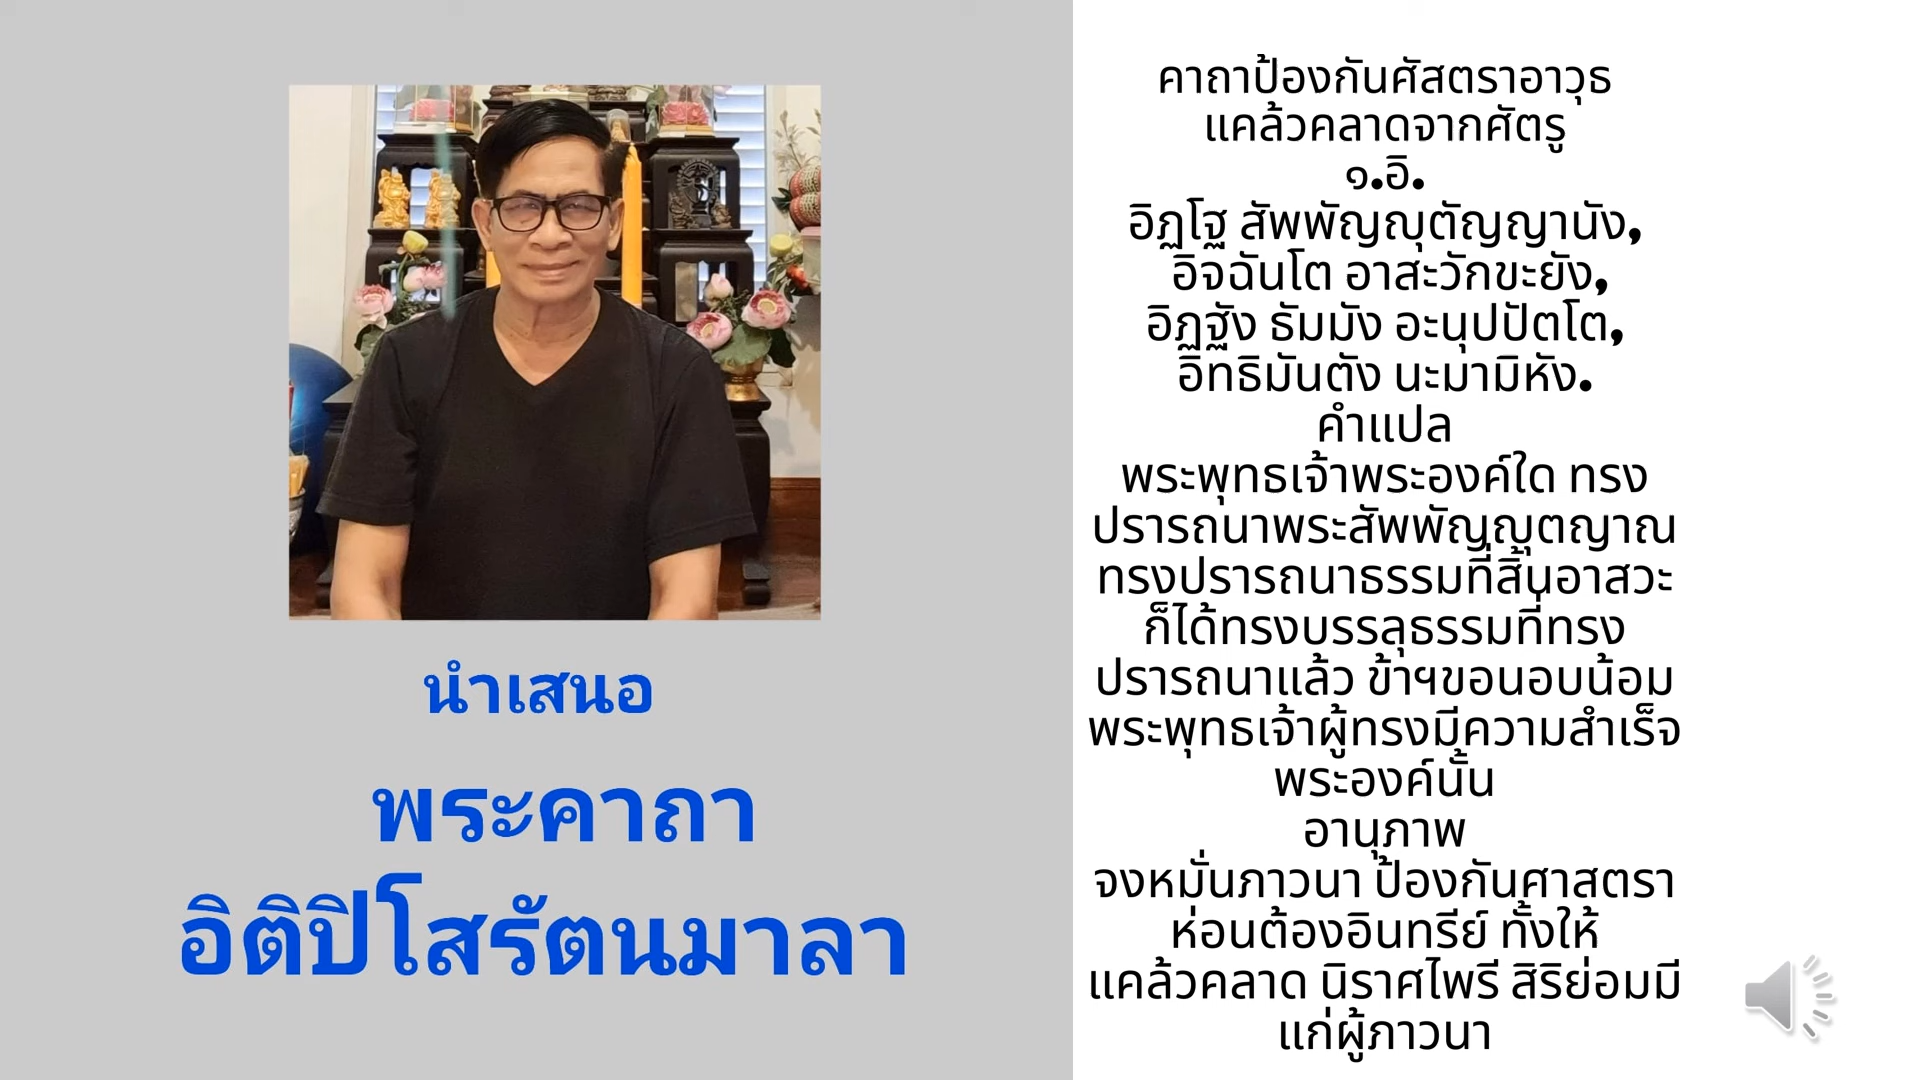 นำเสนอ
พระคาถา
อิติปิโสรัตนมาลา
คาถาป้องกันศัสตราอาวุธ
แคล้วคลาดจากศัตรู
๑.อิ.
อิฏโฐ สัพพัญญุตัญญานัง,
อิจฉันโต อาสะวักขะยัง,
อิฏฐัง ธัมมัง อะนุปปัตโต,
อิทธิมันตัง นะมามิหัง.
คำแปล
พระพุทธเจ้าพระองค์ใด ทรง
ปรารถนาพระสัพพัญญุตญาณ
ทรงปรารถนาธรรมที่สิ้นอาสวะ
ก็ได้ทรงบรรลุธรรมที่ทรง
ปรารถนาแล้ว ข้าฯขอนอบน้อม
พระพุทธเจ้าผู้ทรงมีความสำเร็จ
พระองค์นั้น
อานุภาพ
จงหมั่นภาวนา ป้องกันศาสตรา
ห่อนต้องอินทรีย์ ทั้งให้
แคล้วคลาด นิราศไพรี สิริย่อมมี
แก่ผู้ภาวนา